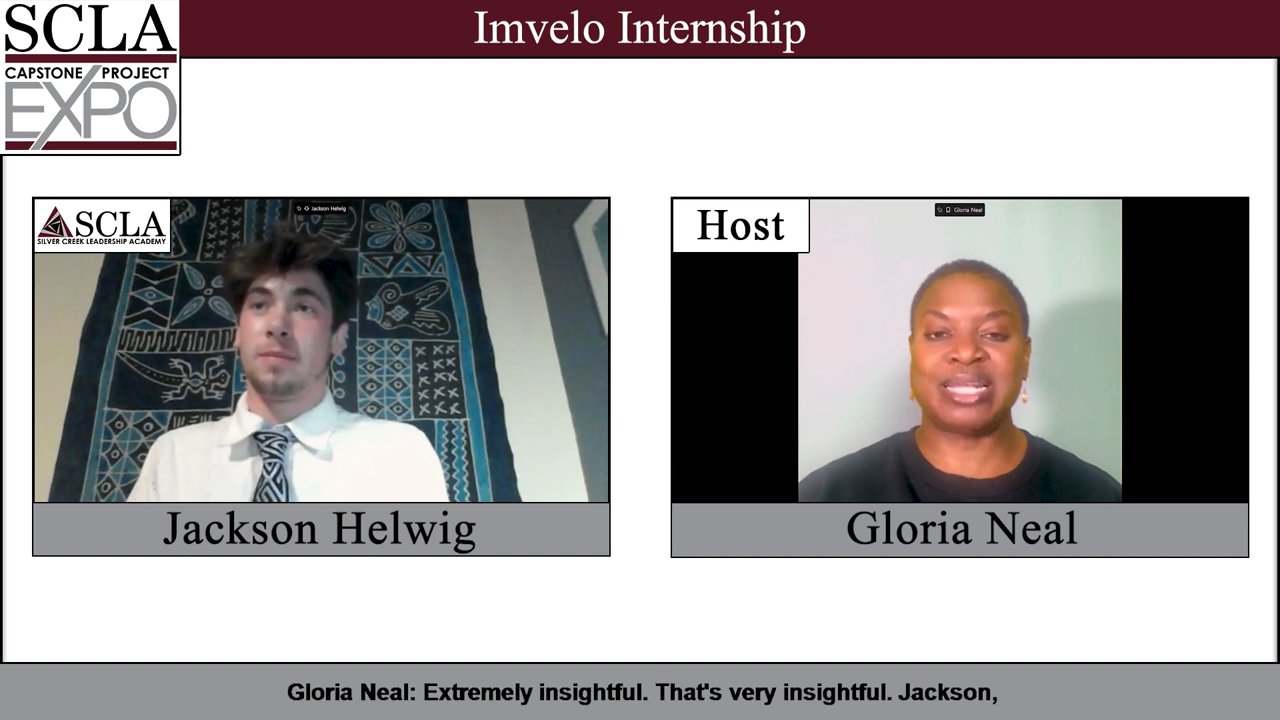 SCLA
CAPSTONE PROJECT
EXPO
Imvelo Internship
SCLA
SILVER CREEK LEADERSHIP ACADEMY
Jackson Helwig
Host
Gloria Neal
Jackson Helwig
Gloria Neal
Gloria Neal: Extremely insightful. That's very insightful. Jackson,